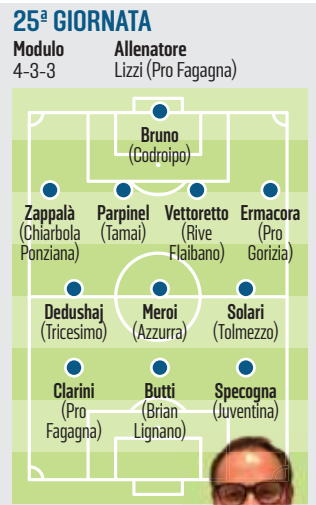 25ª GIORNATA
Modulo Allenatore
4-3-3 Lizzi (Pro Fagagna)
Bruno
(Codroipo)
Zappalà Parpinel Vettoretto Ermacora
(Chiarbola (Tamai) (Rive (Pro
Ponziana) Flaibano) Gorizia)
Dedushaj Meroi Solari
(Tricesimo) (Azzurra) (Tolmezzo)
Clarini Butti Specogna
(Pro (Brian (Juventina)
Fagagna) Lignano)